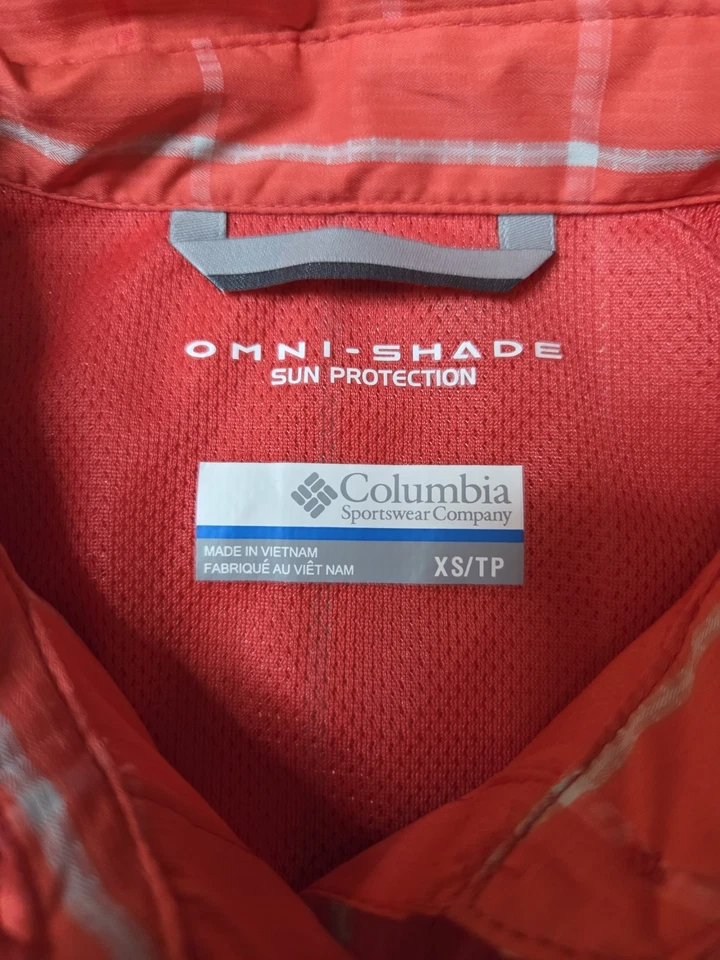 OMNI-SHADE
SUN PROTECTION
Columbia
Sportswear Company
MADE IN VIETNAM
FABRIQUÉ AU VIÊT NAM
XS/TP